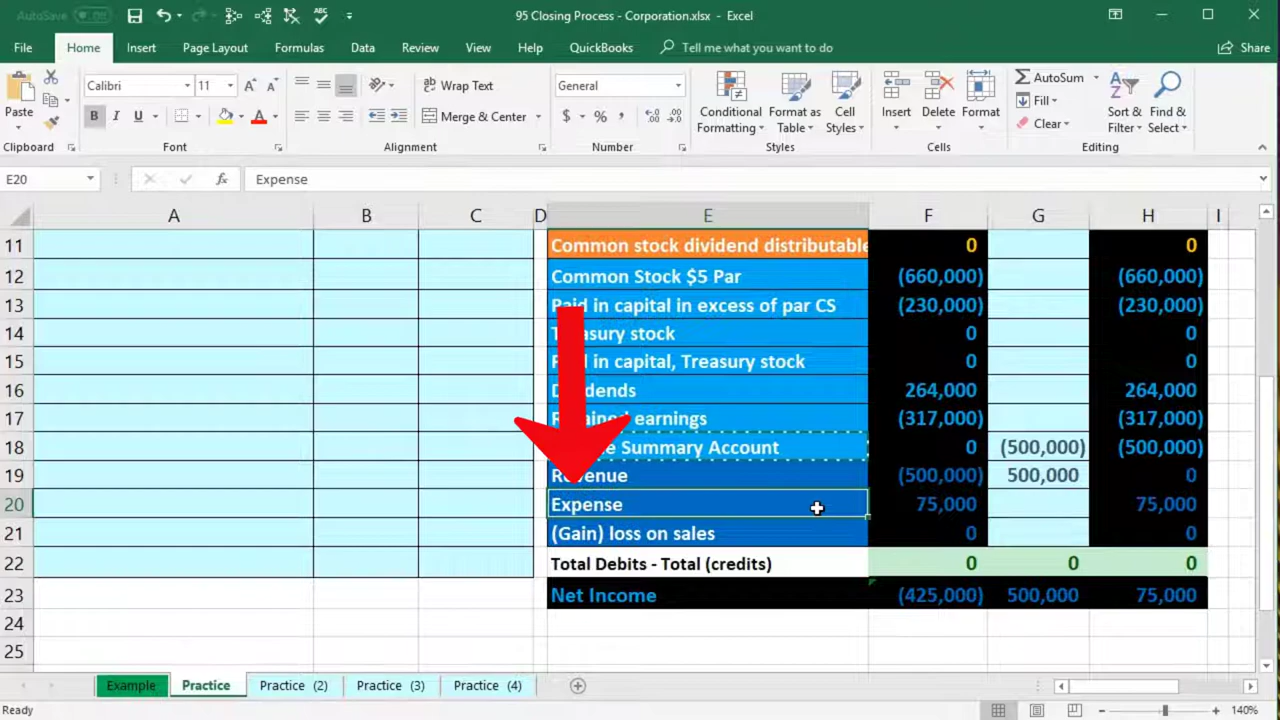 AutoSave Off 95 Closing Process - Corporation.xlsx - Excel
File Home Insert Page Layout Formulas Data Review View Help QuickBooks Tell me what you want to do Share
Paste Calibri 11 Wrap Text General AutoSum
B I U Merge & Center $ % Conditional Formatting Format as Table Cell Styles Insert Delete Format Fill Clear Sort & Filter Find & Select
Clipboard Font Alignment Number Styles Cells Editing
E20 fx Expense
A B C D E F G H I
11 Common stock dividend distributable 0 0
12 Common Stock $5 Par (660,000) (660,000)
13 in capital in excess of par CS (230,000) (230,000)
14 stock 0 0
15 in capital, Treasury stock 0 0
16 264,000 264,000
17 earnings (317,000) (317,000)
18 Summary Account 0 (500,000) (500,000)
19 Revenue (500,000) 500,000 0
20 Expense 75,000 75,000
21 (Gain) loss on sales 0 0
22 Total Debits - Total (credits) 0 0 0
23 Net Income (425,000) 500,000 75,000
24
25
Example Practice Practice (2) Practice (3) Practice (4)
Ready 140%